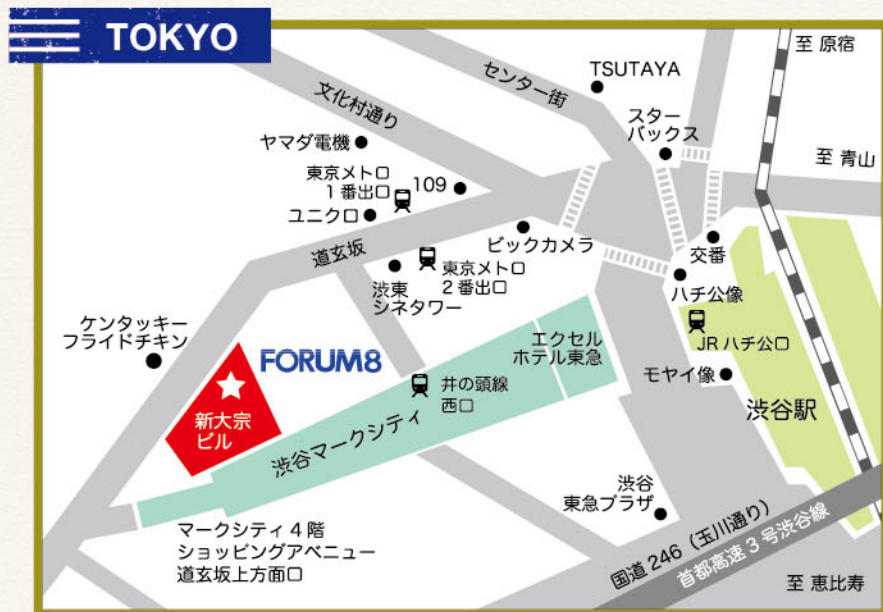 TOKYO
至 原宿
TSUTAYA
センター街
文化村通り
スター
バックス
ヤマダ電機
至 青山
東京メトロ
1番出口
109
ユニクロ
道玄坂
ビックカメラ
交番
東京メトロ
2番出口
渋東
シネタワー
ハチ公像
ケンタッキー
フライドチキン
JRハチ公口
エクセル
ホテル東急
FORUM8
井の頭線
西口
モヤイ像
渋谷駅
新大宗
ビル
渋谷マークシティ
渋谷
東急プラザ
マークシティ4階
ショッピングアベニュー
道玄坂上方面口
国道246（玉川通り）
首都高速3号渋谷線
至 恵比寿